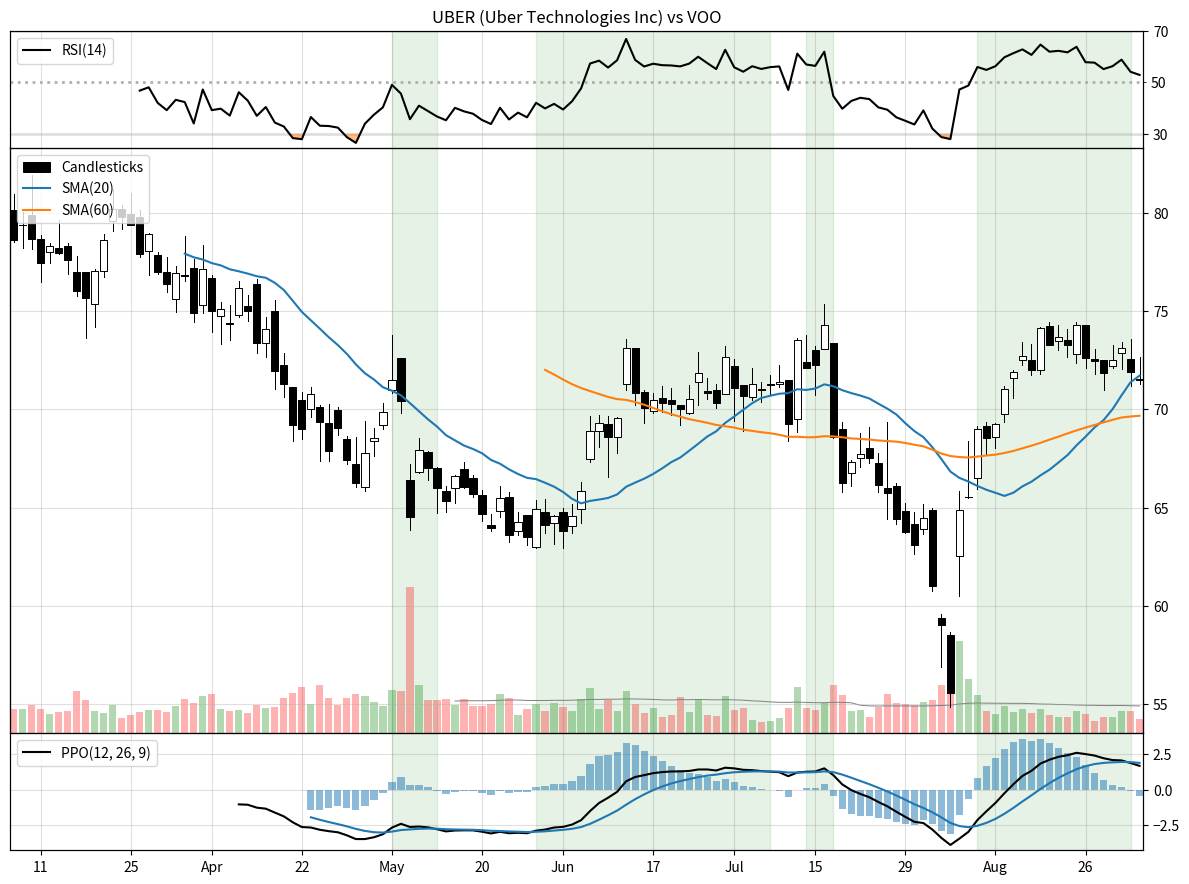 UBER (Uber Technologies Inc) vs VOO
RSI(14)
70
50
30
Candlesticks
SMA(20)
SMA(60)
80
75
70
65
60
55
PPO(12, 26, 9)
2.5
0.0
−2.5
11 25 Apr 22 May 20 Jun 17 Jul 15 29 Aug 26